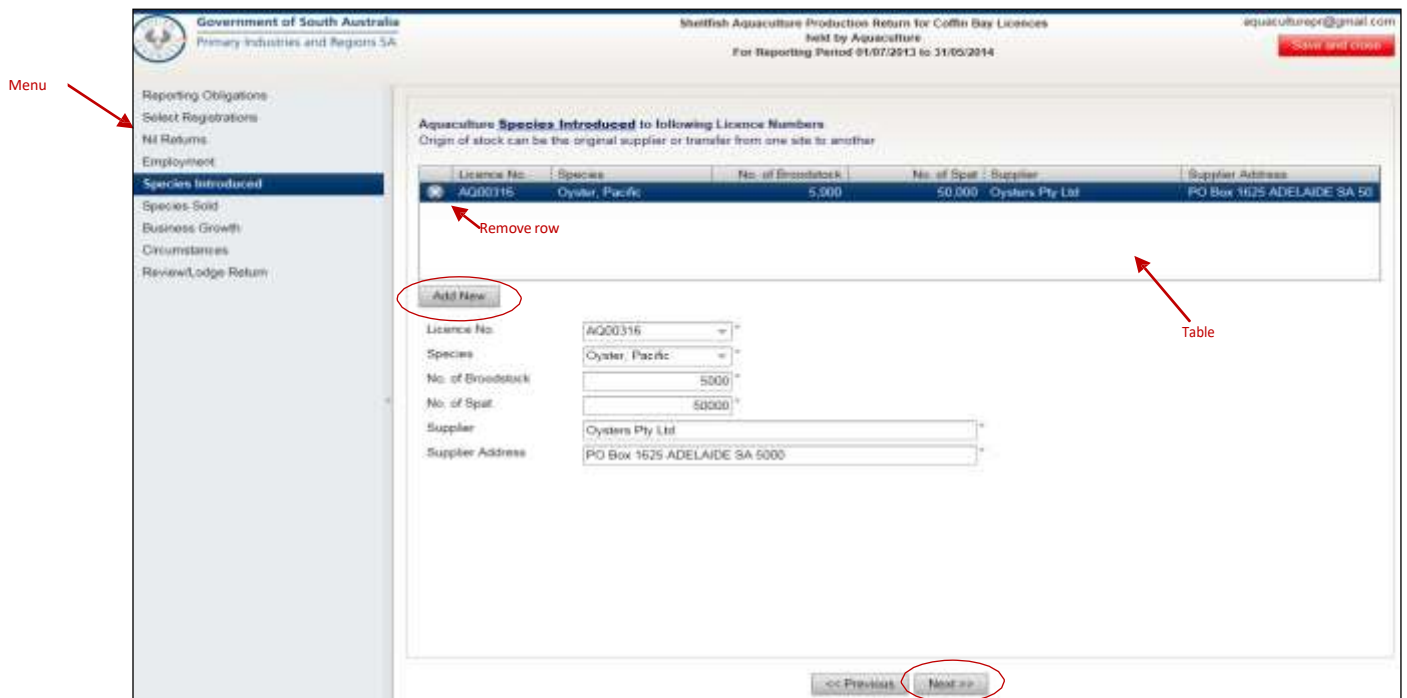 Government of South Australia
Primary Industries and Regions SA
Shellfish Aquaculture Production Return for Coffin Bay Licences
held by Aquaculture
For Reporting Period 01/07/2013 to 31/05/2014
aquaculturepr@gmail.com
Save and close
Menu
Reporting Obligations
Select Registrations
Nil Returns
Employment
Species Introduced
Species Sold
Business Growth
Circumstances
Review/Lodge Return
Aquaculture Species Introduced to following Licence Numbers
Origin of stock can be the original supplier or transfer from one site to another
Licence No. Species No. of Broodstock No. of Spat Supplier Supplier Address
AQ00316 Oyster, Pacific 5,000 50,000 Oysters Pty Ltd PO Box 1625 ADELAIDE SA 50
Remove row
Table
Add New
Licence No. AQ00316 *
Species Oyster, Pacific *
No. of Broodstock 5000 *
No. of Spat 50000 *
Supplier Oysters Pty Ltd *
Supplier Address PO Box 1625 ADELAIDE SA 5000 *
<< Previous Next >>